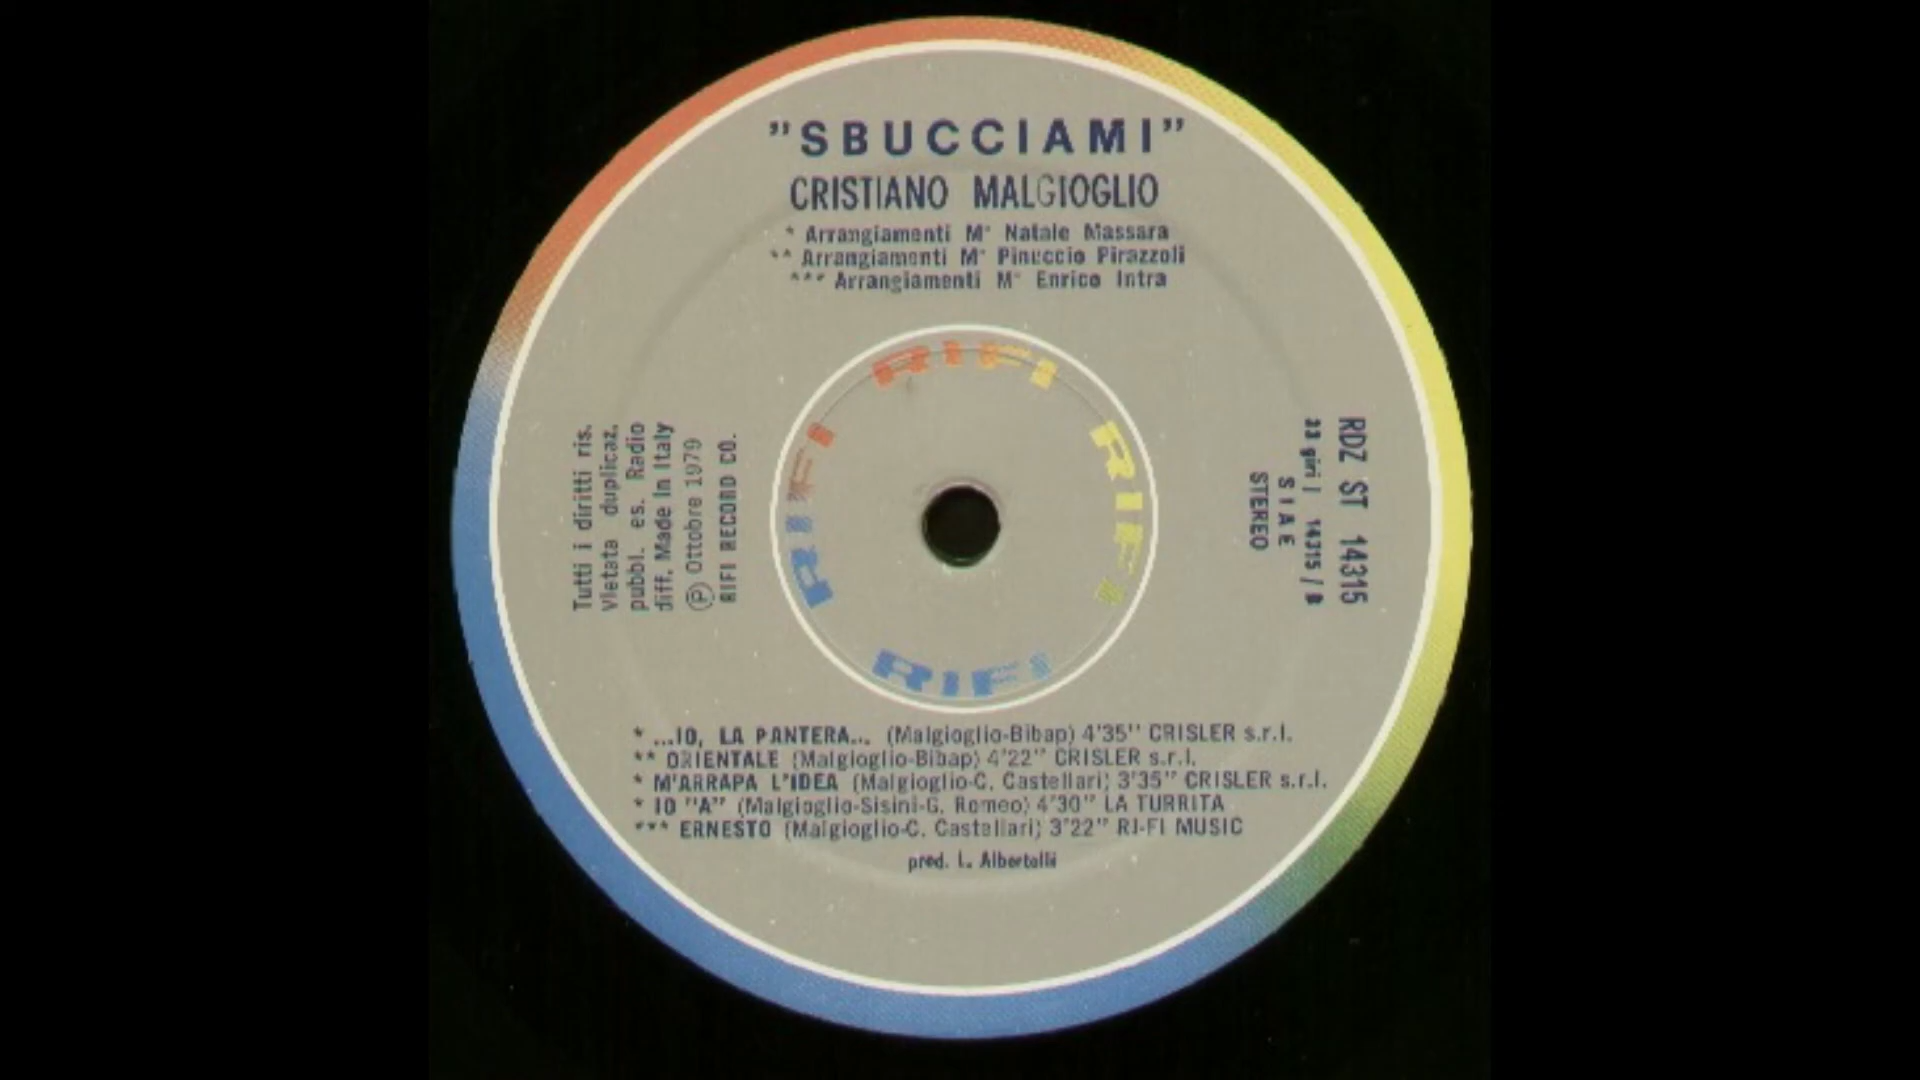 "SBUCCIAMI"
CRISTIANO MALGIOGLIO
* Arrangiamenti M° Natale Massara
** Arrangiamenti M° Pinuccio Pirazzoli
*** Arrangiamenti M° Enrico Intra
RIFI
RIFI
RIFI
RIFI
Tutti i diritti ris.
Vietata duplicaz.
pubbl. es. Radio
diff. Made in Italy
Ⓟ Ottobre 1979
RIFI RECORD CO.
RDZ ST 14315
33 giri / 14315 / B
SIAE
STEREO
* ...IO, LA PANTERA... (Malgioglio-Bibap) 4'35'' CRISLER s.r.l.
** ORIENTALE (Malgioglio-Bibap) 4'22'' CRISLER s.r.l.
* M'ARRAPA L'IDEA (Malgioglio-C. Castellari) 3'35'' CRISLER s.r.l.
* IO "A" (Malgioglio-Sisini-G. Romeo) 4'30'' LA TURRITA
*** ERNESTO (Malgioglio-C. Castellari) 3'22'' RI-FI MUSIC
prod. L. Albertelli